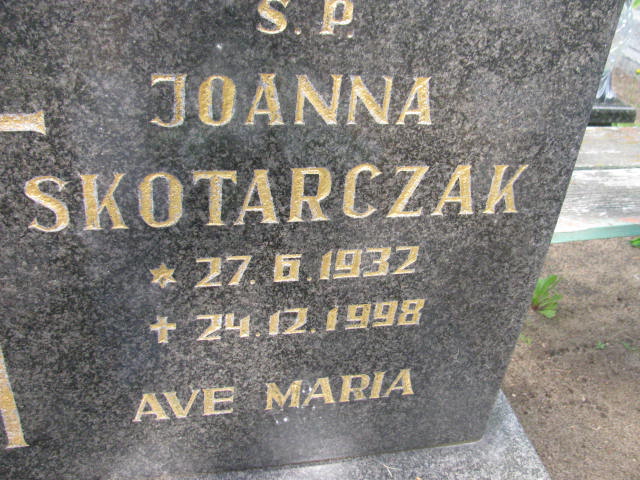 S. P.
JOANNA
SKOTARCZAK
* 27. 6. 1932
✝ 24. 12. 1998
AVE MARIA